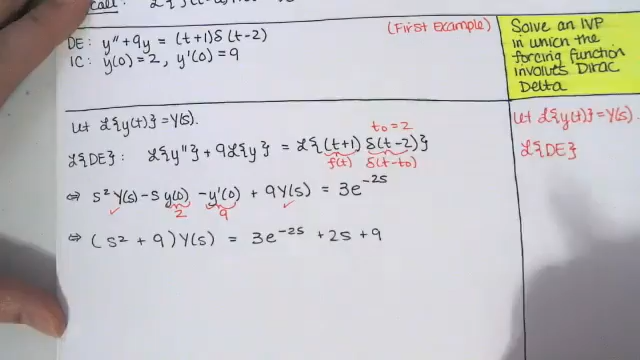 call:
DE: y'' + 9y = (t+1) δ(t-2)
(First Example)
IC: y(0) = 2, y'(0) = 9
Solve an IVP
in which the
forcing function
involves Dirac
Delta
Let ℒ{y(t)} = Y(s).
t₀ = 2
ℒ{DE}: ℒ{y''} + 9ℒ{y} = ℒ{(t+1) δ(t-2)}
f(t) δ(t-t₀)
⇔ s² Y(s) - s y(0) - y'(0) + 9Y(s) = 3e^{-2s}
✓ 2 9 ✓
⇔ (s² + 9) Y(s) = 3e^{-2s} + 2s + 9
Let ℒ{y(t)} = Y(s).
ℒ{DE}